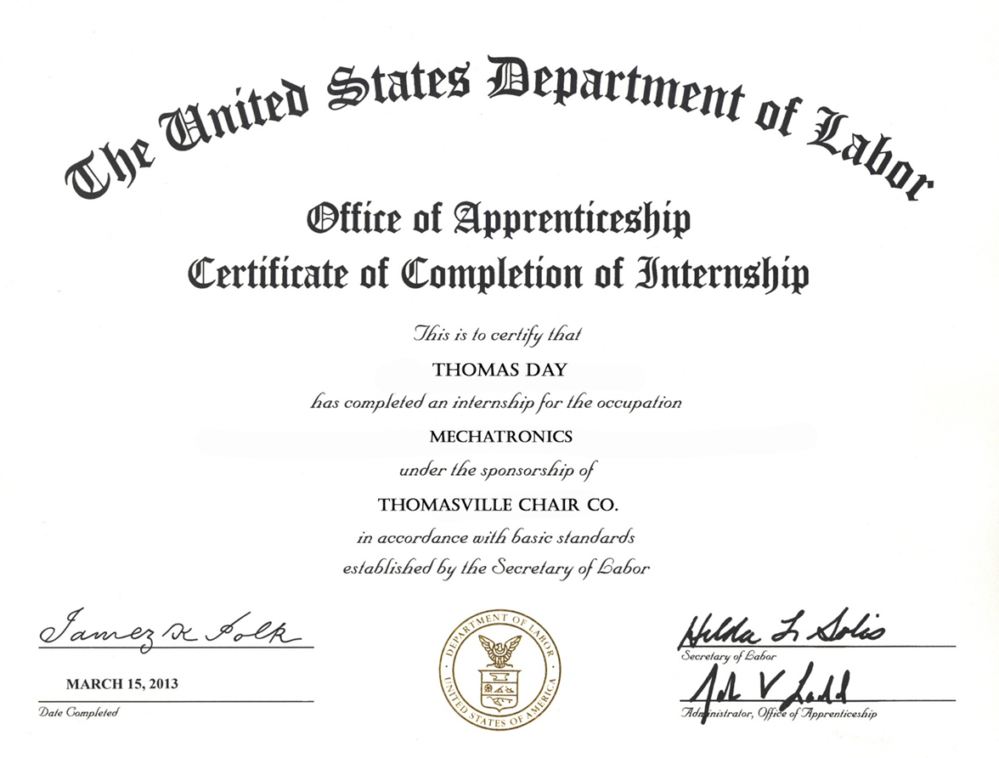 The United States Department of Labor
Office of Apprenticeship
Certificate of Completion of Internship
This is to certify that
THOMAS DAY
has completed an internship for the occupation
MECHATRONICS
under the sponsorship of
THOMASVILLE CHAIR CO.
in accordance with basic standards
established by the Secretary of Labor
James K Polk
MARCH 15, 2013
Date Completed
DEPARTMENT OF LABOR
UNITED STATES OF AMERICA
Hilda L Solis
Secretary of Labor
John V Ladd
Administrator, Office of Apprenticeship